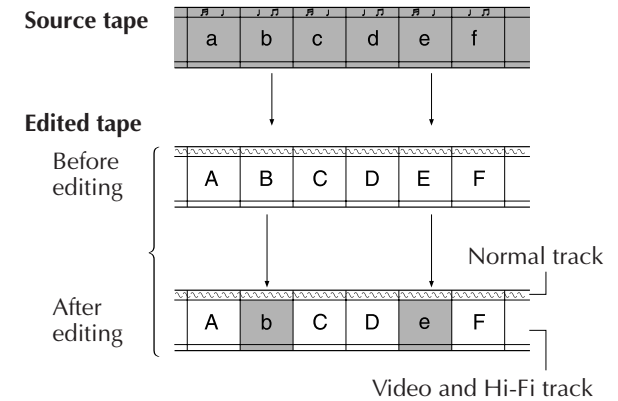 Source tape
a b c d e f
Edited tape
Before
editing
A B C D E F
Normal track
After
editing
A b C D e F
Video and Hi-Fi track